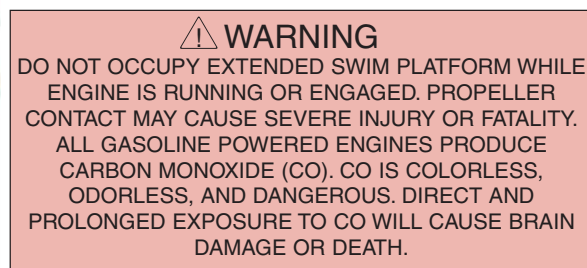 WARNING
DO NOT OCCUPY EXTENDED SWIM PLATFORM WHILE
ENGINE IS RUNNING OR ENGAGED. PROPELLER
CONTACT MAY CAUSE SEVERE INJURY OR FATALITY.
ALL GASOLINE POWERED ENGINES PRODUCE
CARBON MONOXIDE (CO). CO IS COLORLESS,
ODORLESS, AND DANGEROUS. DIRECT AND
PROLONGED EXPOSURE TO CO WILL CAUSE BRAIN
DAMAGE OR DEATH.